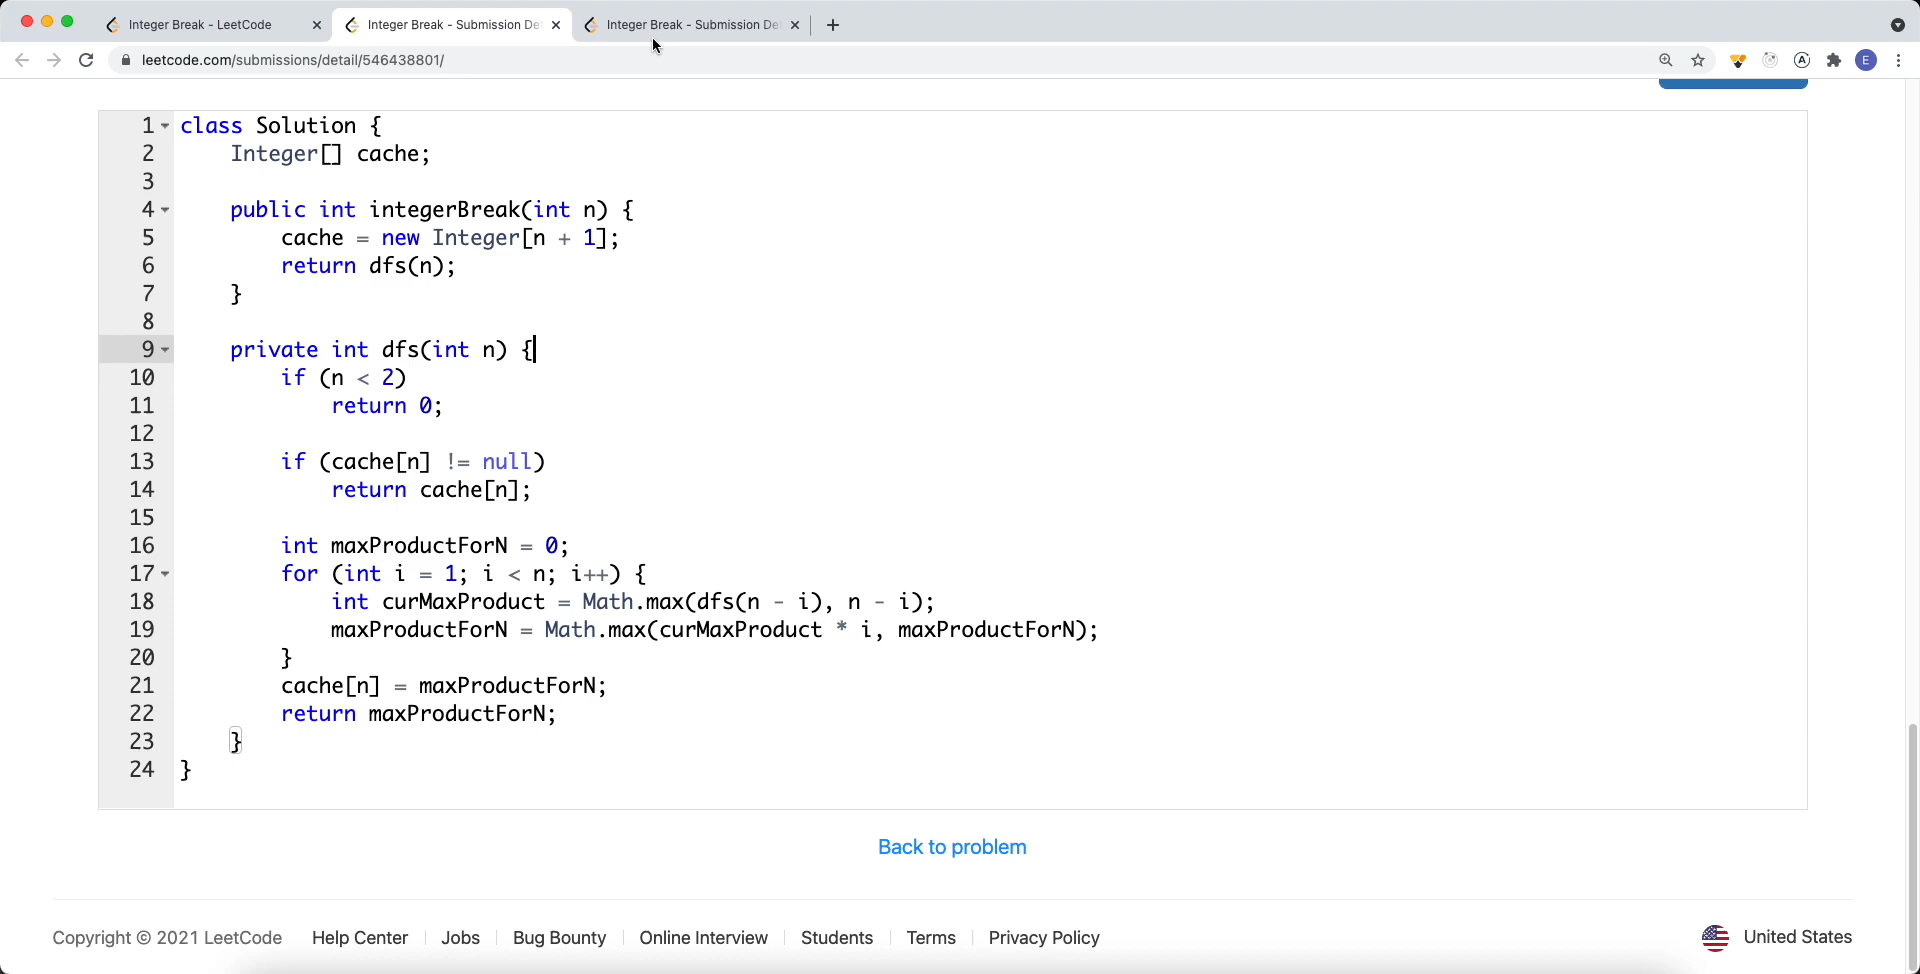 Integer Break - LeetCode
Integer Break - Submission De
Integer Break - Submission De
leetcode.com/submissions/detail/546438801/
E
1 class Solution {
2 Integer[] cache;
3
4 public int integerBreak(int n) {
5 cache = new Integer[n + 1];
6 return dfs(n);
7 }
8
9 private int dfs(int n) {
10 if (n < 2)
11 return 0;
12
13 if (cache[n] != null)
14 return cache[n];
15
16 int maxProductForN = 0;
17 for (int i = 1; i < n; i++) {
18 int curMaxProduct = Math.max(dfs(n - i), n - i);
19 maxProductForN = Math.max(curMaxProduct * i, maxProductForN);
20 }
21 cache[n] = maxProductForN;
22 return maxProductForN;
23 }
24 }
Back to problem
Copyright © 2021 LeetCode Help Center Jobs Bug Bounty Online Interview Students Terms Privacy Policy United States